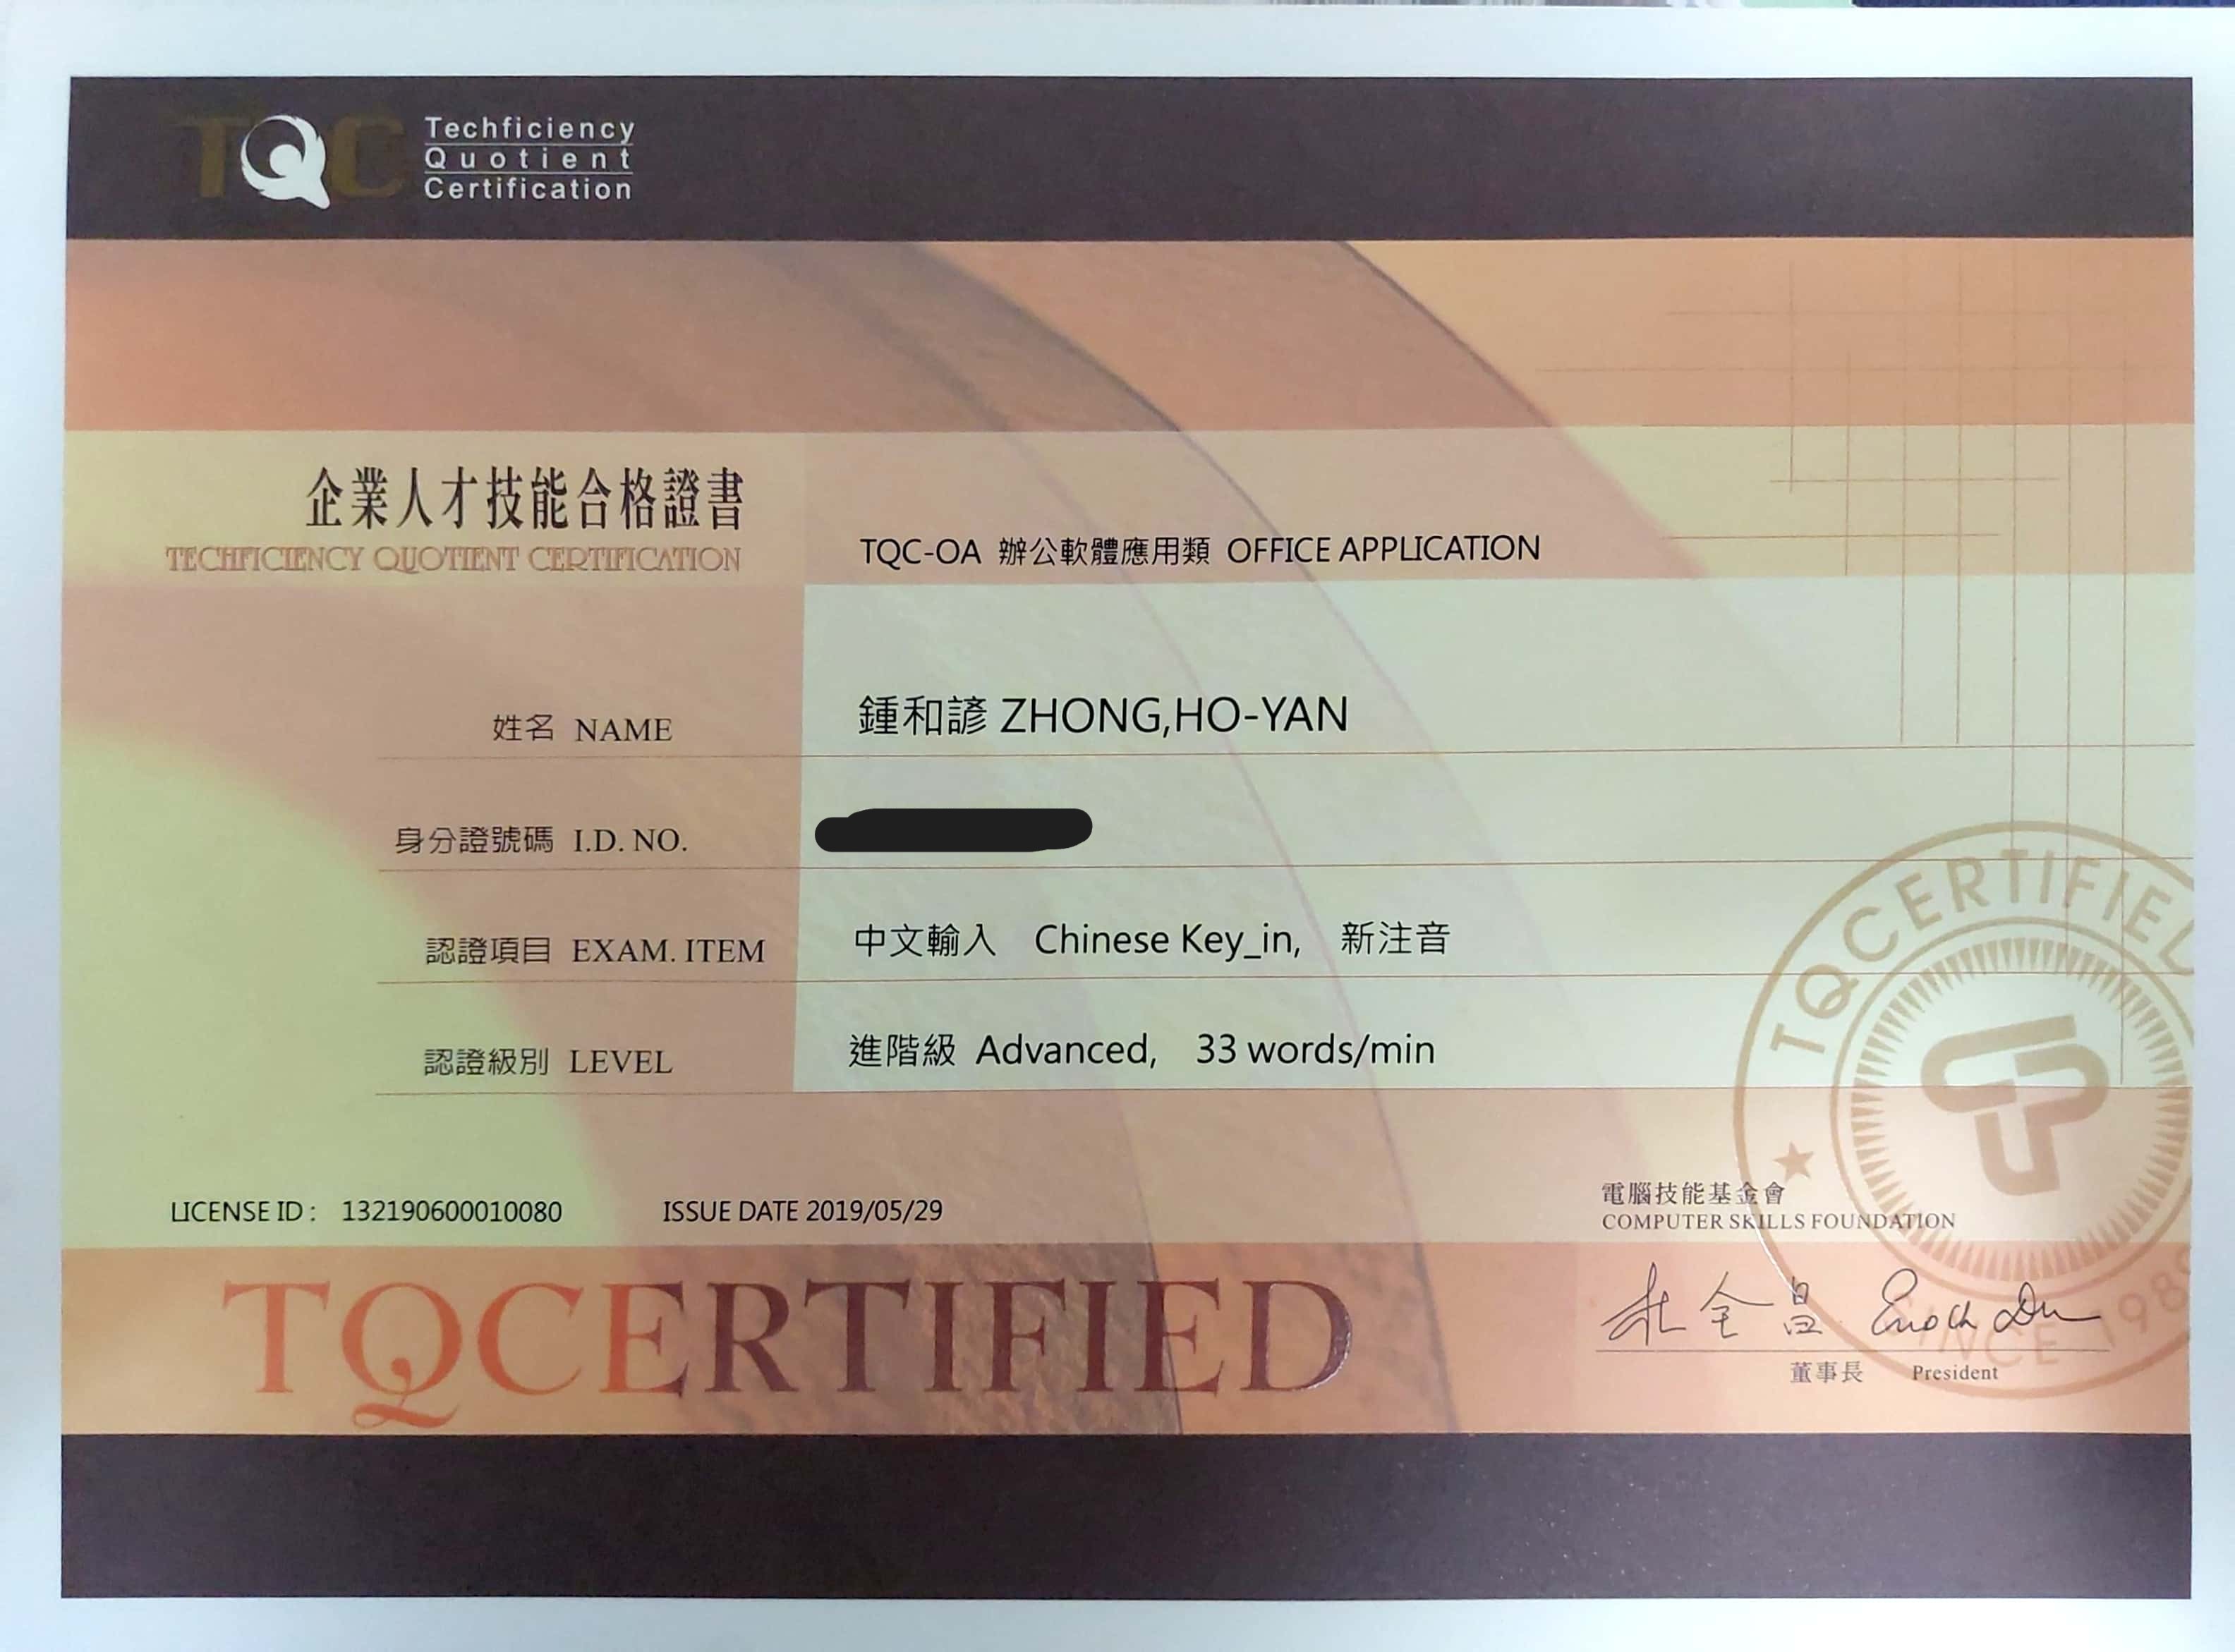 TQC
Techficiency
Quotient
Certification
企業人才技能合格證書
TECHFICIENCY QUOTIENT CERTIFICATION
TQC-OA 辦公軟體應用類 OFFICE APPLICATION
姓名 NAME
鍾和諺 ZHONG,HO-YAN
身分證號碼 I.D. NO.
認證項目 EXAM. ITEM
中文輸入 Chinese Key_in, 新注音
認證級別 LEVEL
進階級 Advanced, 33 words/min
TQCERTIFIED
LICENSE ID : 132190600010080 ISSUE DATE 2019/05/29
電腦技能基金會
COMPUTER SKILLS FOUNDATION
TQCERTIFIED
杜全昌 Enoch Du
SINCE 1989
董事長 President